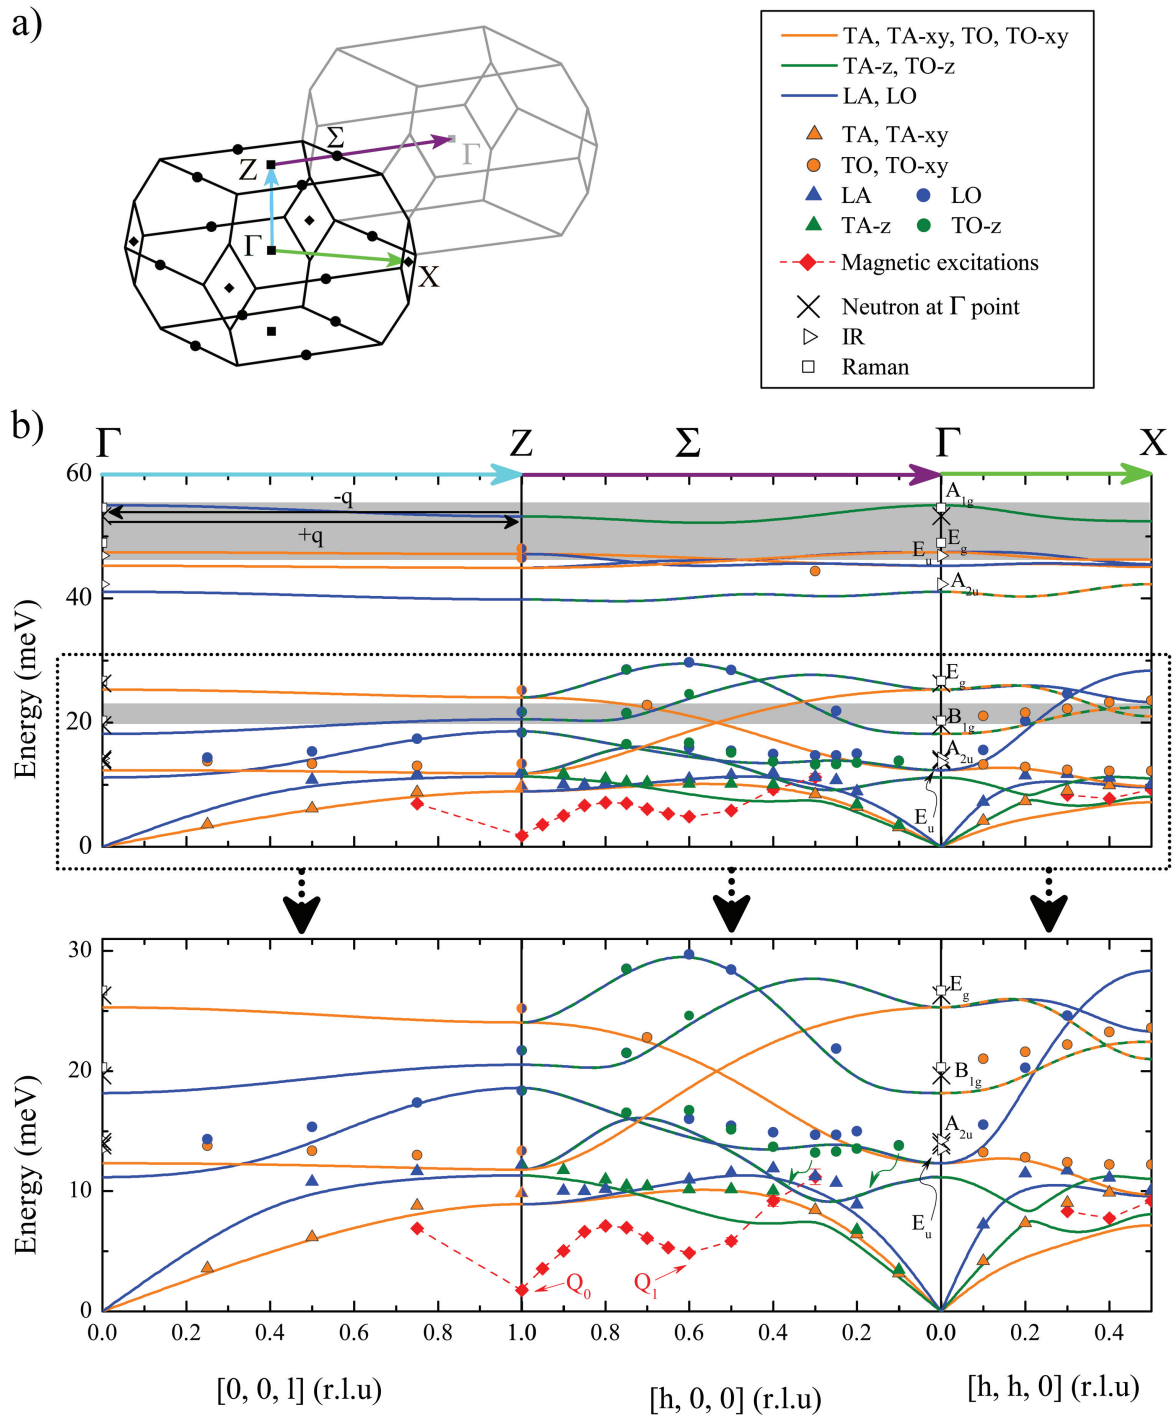 a)
Σ
Z
Γ
Γ
X
TA, TA-xy, TO, TO-xy
TA-z, TO-z
LA, LO
TA, TA-xy
TO, TO-xy
LA LO
TA-z TO-z
Magnetic excitations
Neutron at Γ point
IR
Raman
b)
Γ Z Σ Γ X
60
-q
+q
A1g
Eg
Eu
40
A2u
Energy (meV)
Eg
20
B1g
A2u
Eu
0
30
Eg
20
B1g
Energy (meV)
A2u
10
Eu
Q0 Q1
0
0.0 0.2 0.4 0.6 0.8 1.0 0.8 0.6 0.4 0.2 0.0 0.2 0.4
[0, 0, l] (r.l.u) [h, 0, 0] (r.l.u) [h, h, 0] (r.l.u)